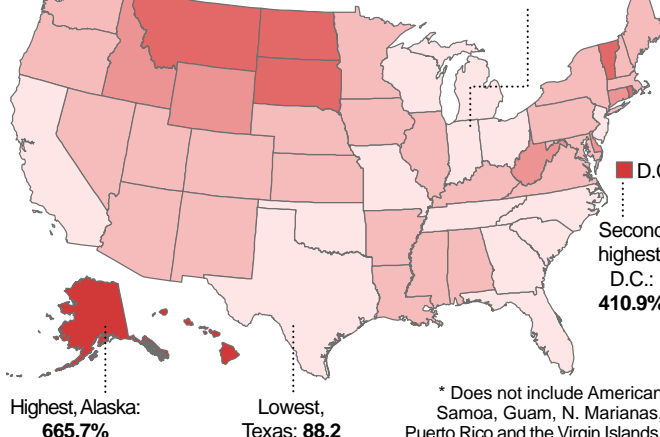 D.C
Second
highest,
D.C.:
410.9%
Highest, Alaska:
665.7%
Lowest,
Texas: 88.2
* Does not include American
Samoa, Guam, N. Marianas,
Puerto Rico and the Virgin Islands